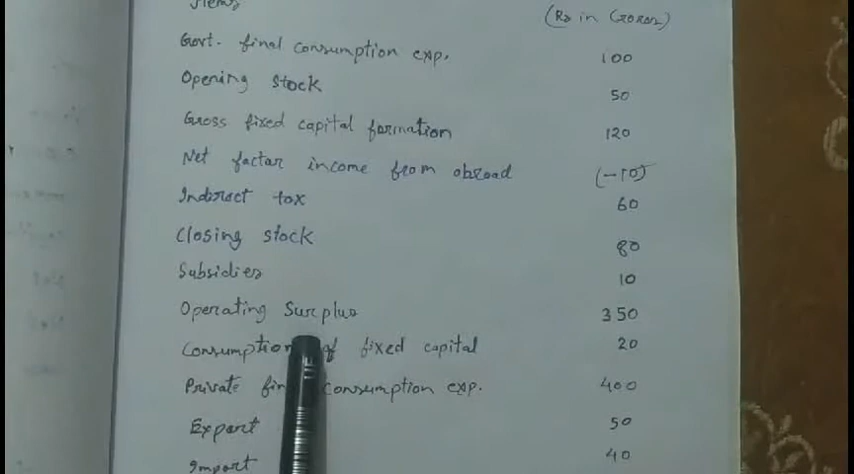 Items (Rs in Crores)
Govt. final consumption exp. 100
Opening stock 50
Gross fixed capital formation 120
Net factor income from abroad (-10)
Indirect tax 60
Closing stock 80
Subsidies 10
Operating Surplus 350
Consumption of fixed capital 20
Private fin consumption exp. 400
Export 50
Import 40